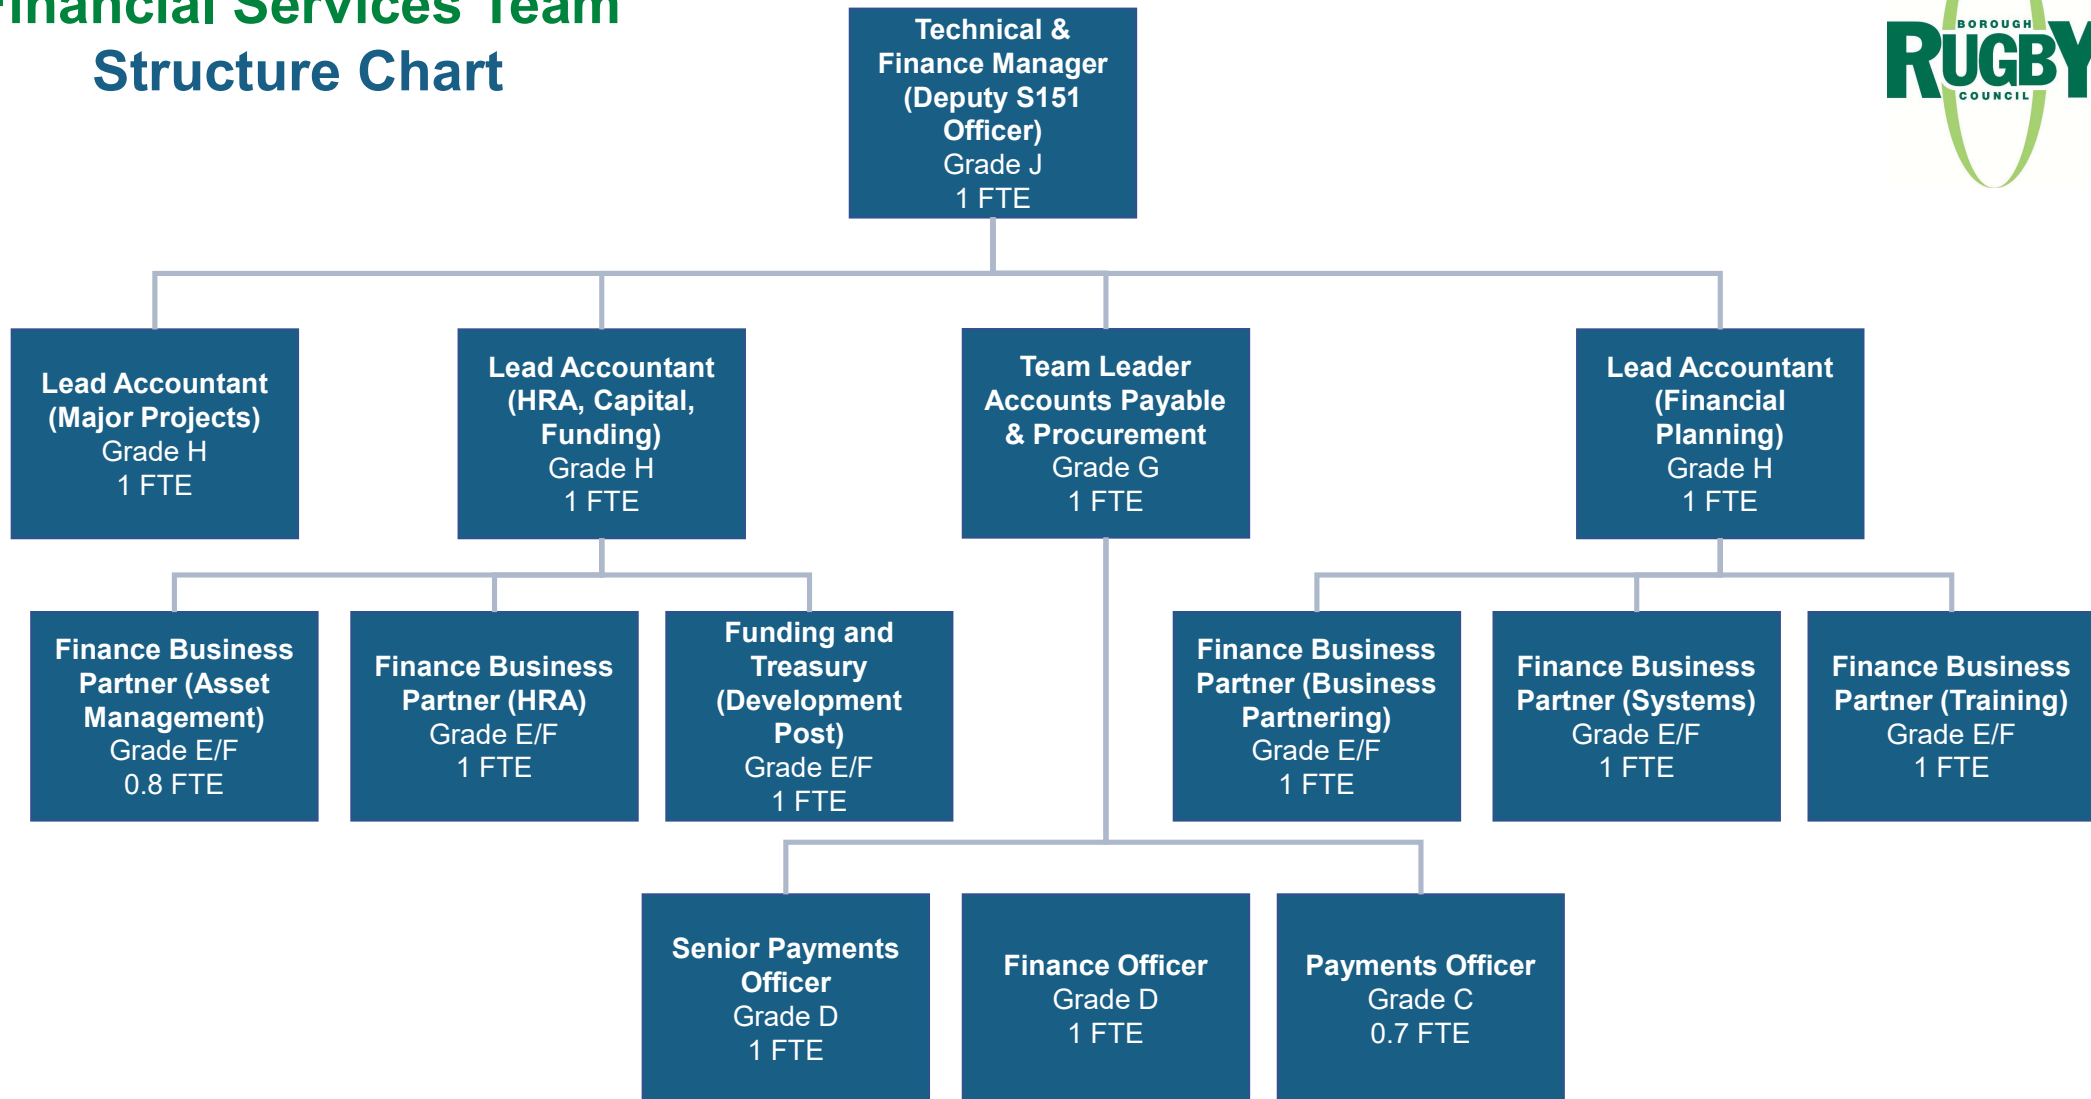 Financial Services Team
Structure Chart
BOROUGH
RUGBY
COUNCIL
Technical &
Finance Manager
(Deputy S151
Officer)
Grade J
1 FTE
Lead Accountant
(Major Projects)
Grade H
1 FTE
Lead Accountant
(HRA, Capital,
Funding)
Grade H
1 FTE
Team Leader
Accounts Payable
& Procurement
Grade G
1 FTE
Lead Accountant
(Financial
Planning)
Grade H
1 FTE
Finance Business
Partner (Asset
Management)
Grade E/F
0.8 FTE
Finance Business
Partner (HRA)
Grade E/F
1 FTE
Funding and
Treasury
(Development
Post)
Grade E/F
1 FTE
Finance Business
Partner (Business
Partnering)
Grade E/F
1 FTE
Finance Business
Partner (Systems)
Grade E/F
1 FTE
Finance Business
Partner (Training)
Grade E/F
1 FTE
Senior Payments
Officer
Grade D
1 FTE
Finance Officer
Grade D
1 FTE
Payments Officer
Grade C
0.7 FTE